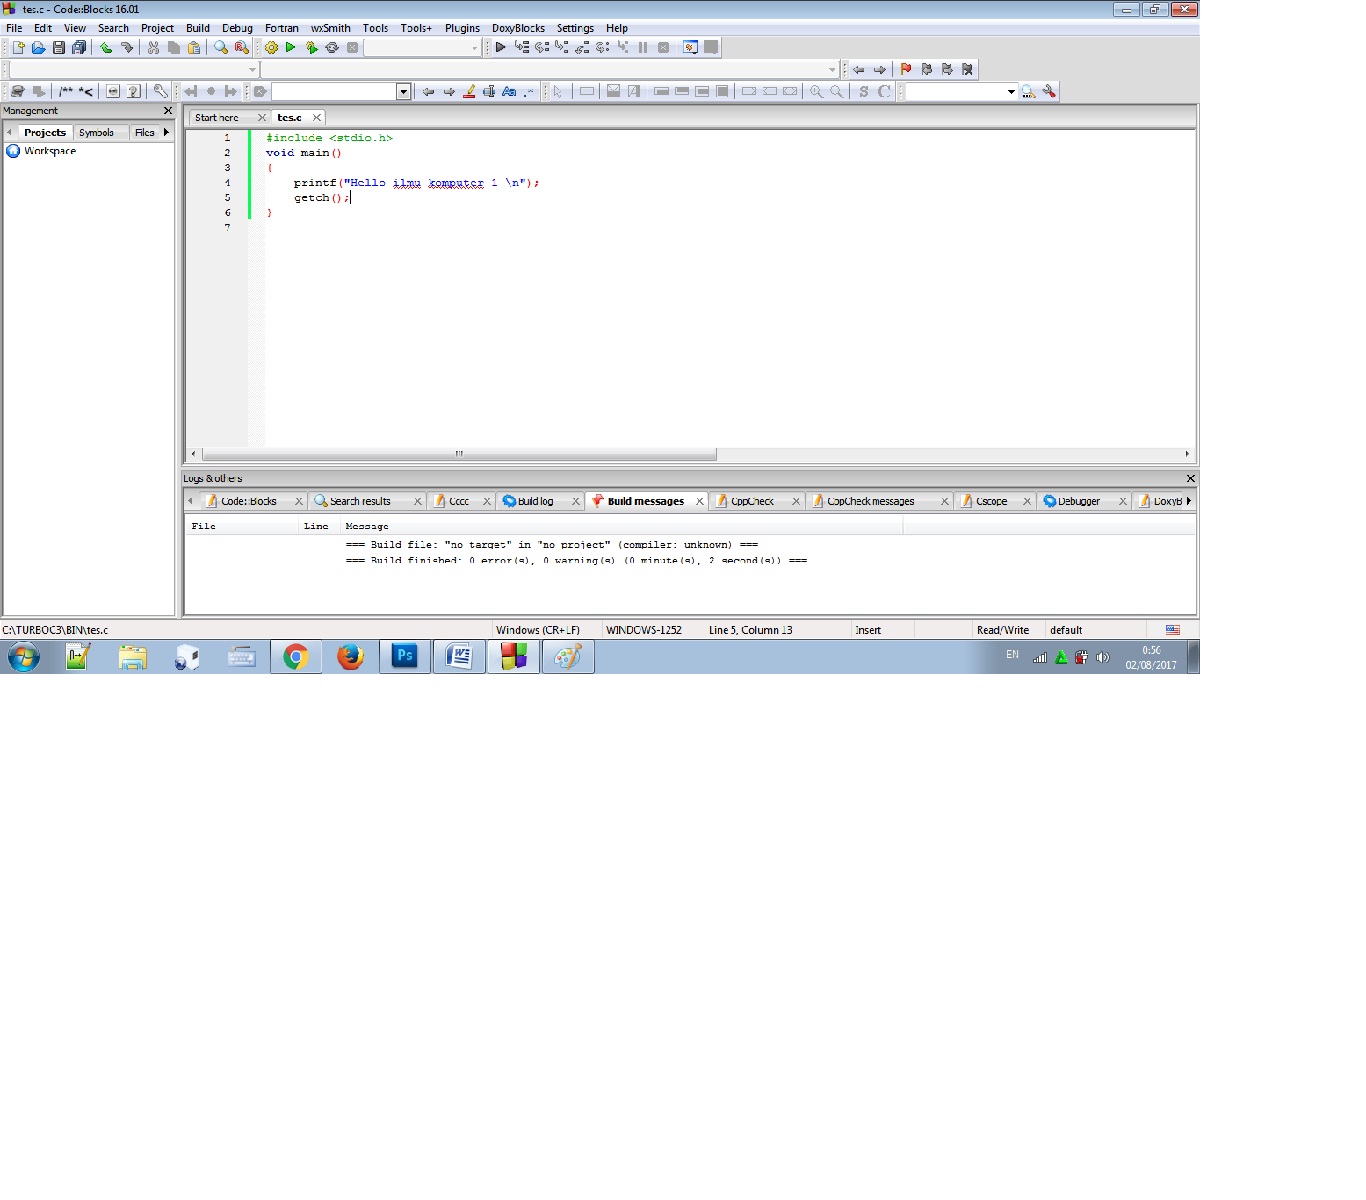 tes.c - Code::Blocks 16.01
File Edit View Search Project Build Debug Fortran wxSmith Tools Tools+ Plugins DoxyBlocks Settings Help
/** *<
Aa .*
S C
Management
Projects Symbols Files
Workspace
Start here tes.c
1 #include <stdio.h>
2 void main()
3 {
4 printf("Hello ilmu komputer 1 \n");
5 getch();
6 }
7
Logs & others
Code::Blocks Search results Cccc Build log Build messages CppCheck CppCheck messages Cscope Debugger DoxyB
File Line Message
=== Build file: "no target" in "no project" (compiler: unknown) ===
=== Build finished: 0 error(s), 0 warning(s) (0 minute(s), 2 second(s)) ===
C:\TURBOC3\BIN\tes.c Windows (CR+LF) WINDOWS-1252 Line 5, Column 13 Insert Read/Write default
Ps EN 0:56
02/08/2017